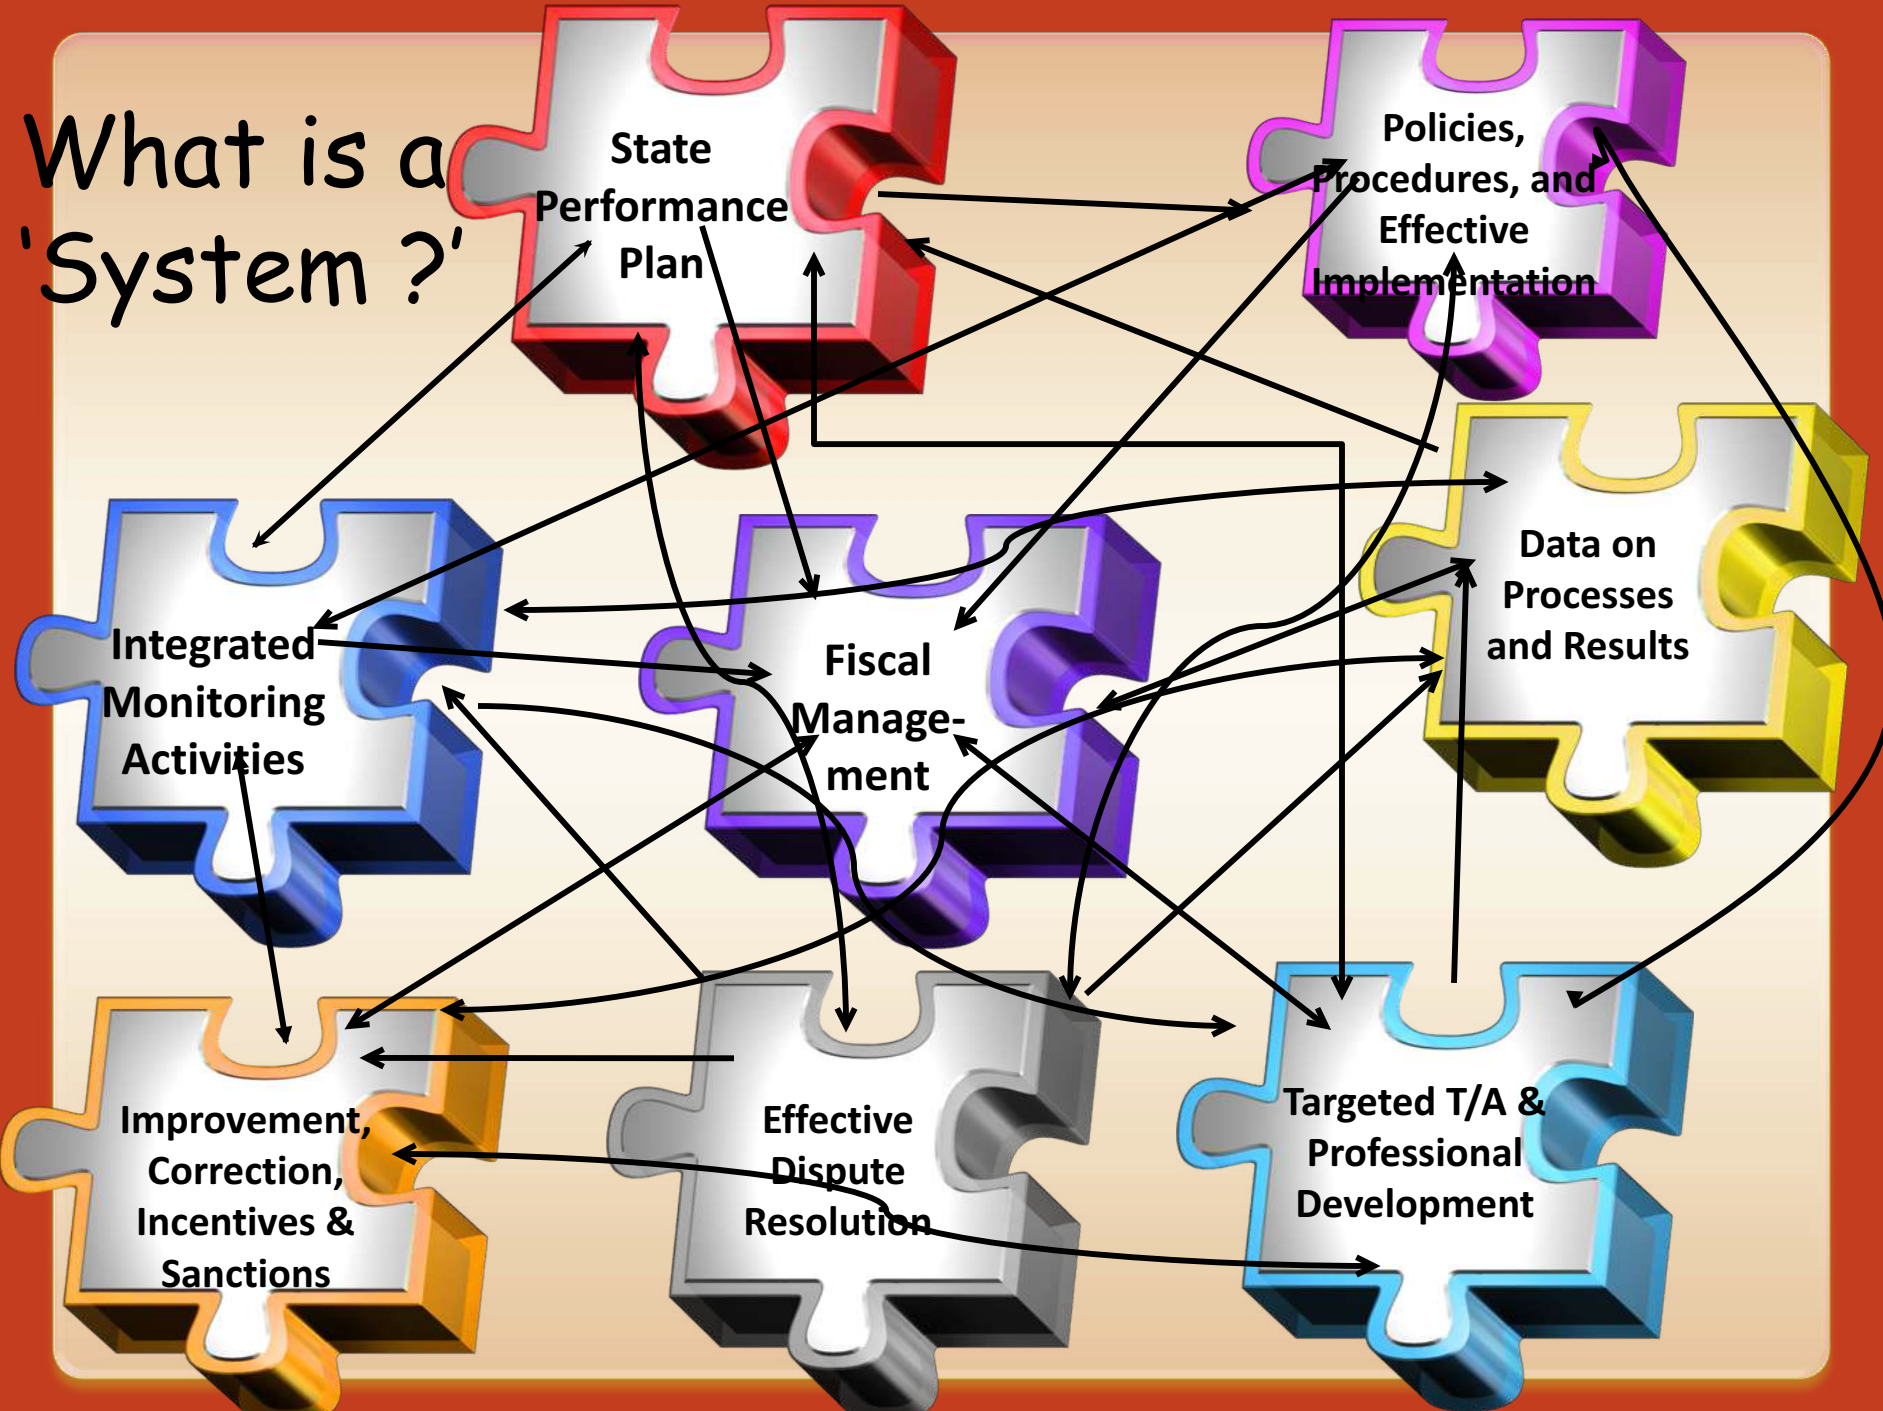 What is a
‘System ?’
State
Performance
Plan
Policies,
Procedures, and
Effective
Implementation
Integrated
Monitoring
Activities
Fiscal
Manage-
ment
Data on
Processes
and Results
Improvement,
Correction,
Incentives &
Sanctions
Effective
Dispute
Resolution
Targeted T/A &
Professional
Development